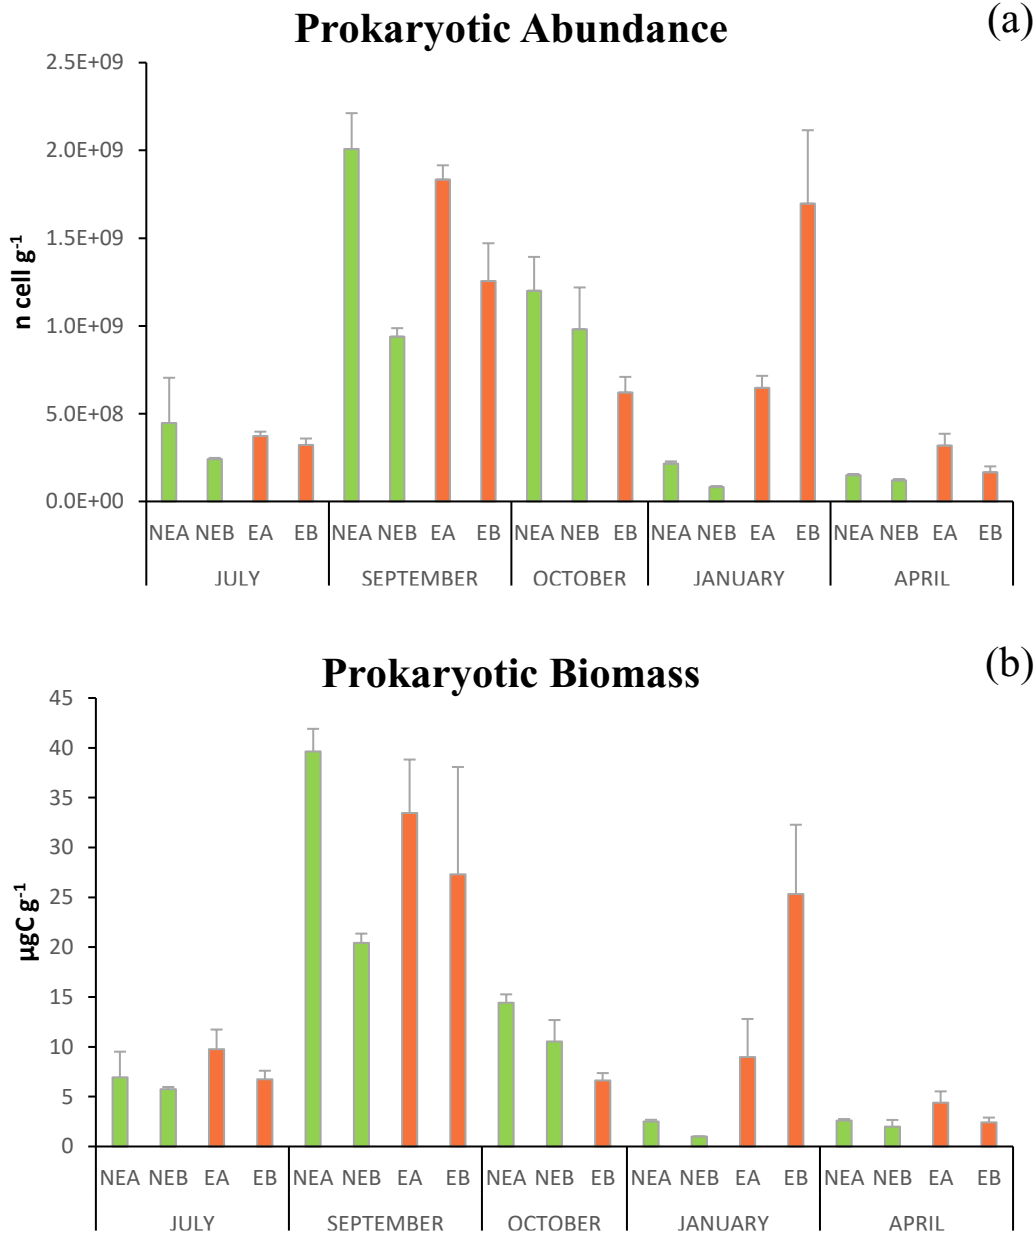 Prokaryotic Abundance
(a)
n cell g⁻¹
2.5E+09
2.0E+09
1.5E+09
1.0E+09
5.0E+08
0.0E+00
NEA NEB EA EB NEA NEB EA EB NEA NEB EB NEA NEB EA EB NEA NEB EA EB
JULY SEPTEMBER OCTOBER JANUARY APRIL
Prokaryotic Biomass
(b)
µgC g⁻¹
45
40
35
30
25
20
15
10
5
0
NEA NEB EA EB NEA NEB EA EB NEA NEB EB NEA NEB EA EB NEA NEB EA EB
JULY SEPTEMBER OCTOBER JANUARY APRIL